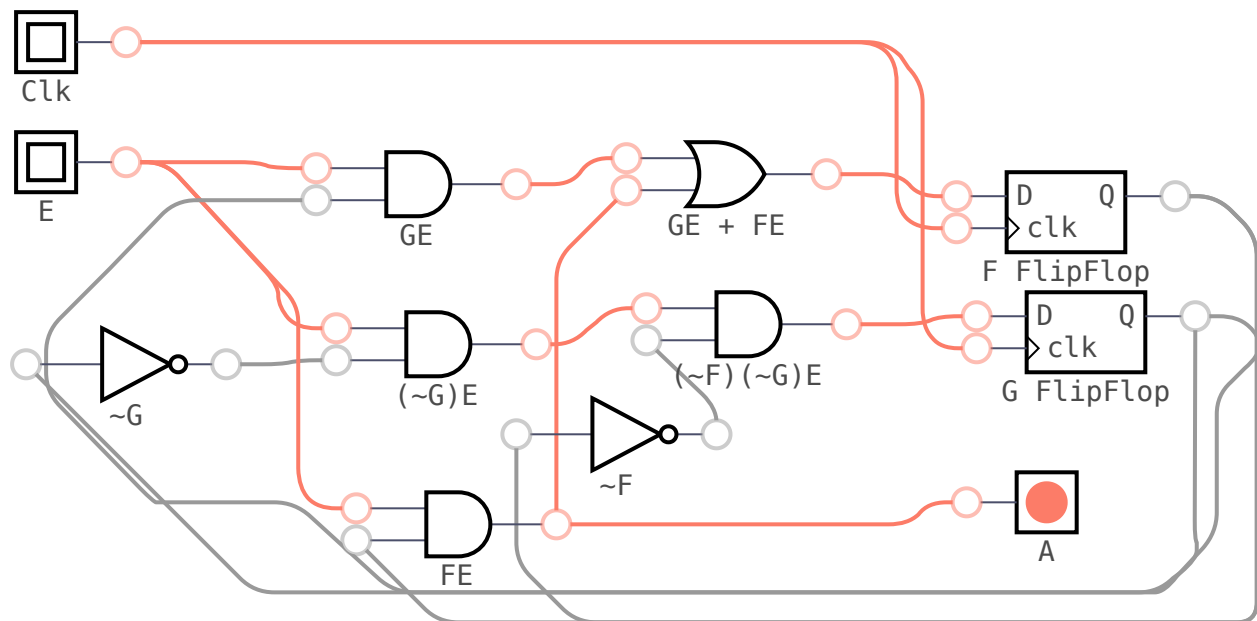 Clk
E
GE
GE + FE
D Q
clk
F FlipFlop
D Q
clk
G FlipFlop
~G
(~G)E
(~F)(~G)E
~F
FE
A